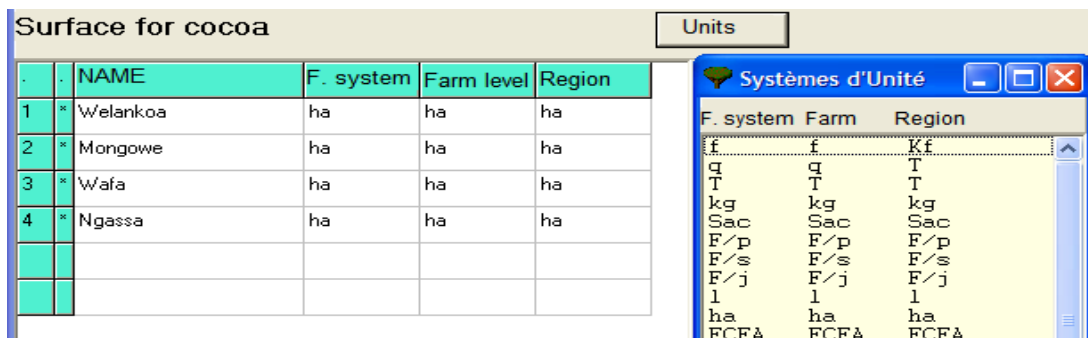 Surface for cocoa
Units
. . NAME F. system Farm level Region
1 * Welankoa ha ha ha
2 * Mongowe ha ha ha
3 * Wafa ha ha ha
4 * Ngassa ha ha ha
Systèmes d'Unité
F. system Farm Region
f f Kf
q q T
T T T
kg kg kg
Sac Sac Sac
F/p F/p F/p
F/s F/s F/s
F/j F/j F/j
l l l
ha ha ha
FCFA FCFA FCFA